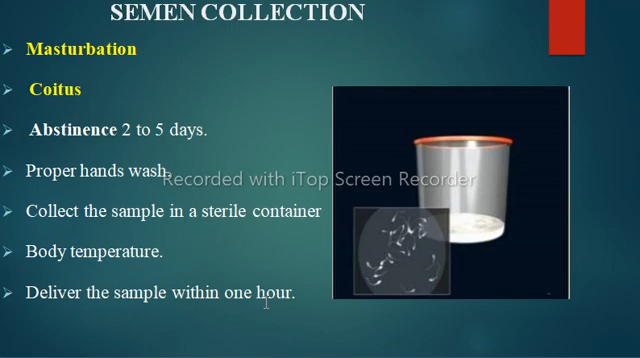 SEMEN COLLECTION
Masturbation
Coitus
Abstinence 2 to 5 days.
Proper hands wash.
Recorded with iTop Screen Recorder
Collect the sample in a sterile container
Body temperature.
Deliver the sample within one hour.